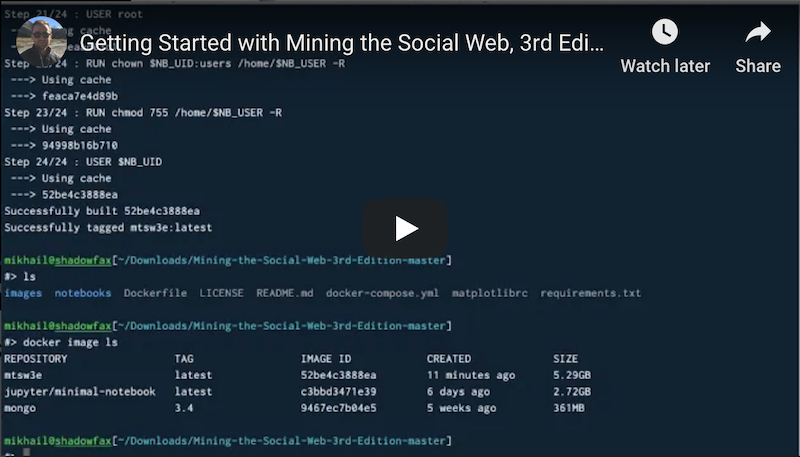 Step 21/24 : USER root
Getting Started with Mining the Social Web, 3rd Edi...
Watch later
Share
Step 22/24 : RUN chown $NB_UID:users /home/$NB_USER -R
---> Using cache
---> feaca7e4d89b
Step 23/24 : RUN chmod 755 /home/$NB_USER -R
---> Using cache
---> 94998b16b710
Step 24/24 : USER $NB_UID
---> Using cache
---> 52be4c3888ea
Successfully built 52be4c3888ea
Successfully tagged mtsw3e:latest
mikhail@shadowfax[~/Downloads/Mining-the-Social-Web-3rd-Edition-master]
#> ls
images notebooks Dockerfile LICENSE README.md docker-compose.yml matplotlibrc requirements.txt
mikhail@shadowfax[~/Downloads/Mining-the-Social-Web-3rd-Edition-master]
#> docker image ls
REPOSITORY TAG IMAGE ID CREATED SIZE
mtsw3e latest 52be4c3888ea 11 minutes ago 5.29GB
jupyter/minimal-notebook latest c3bbd3471e39 6 days ago 2.72GB
mongo 3.4 9467ec7b04e5 5 weeks ago 361MB
mikhail@shadowfax[~/Downloads/Mining-the-Social-Web-3rd-Edition-master]
#>